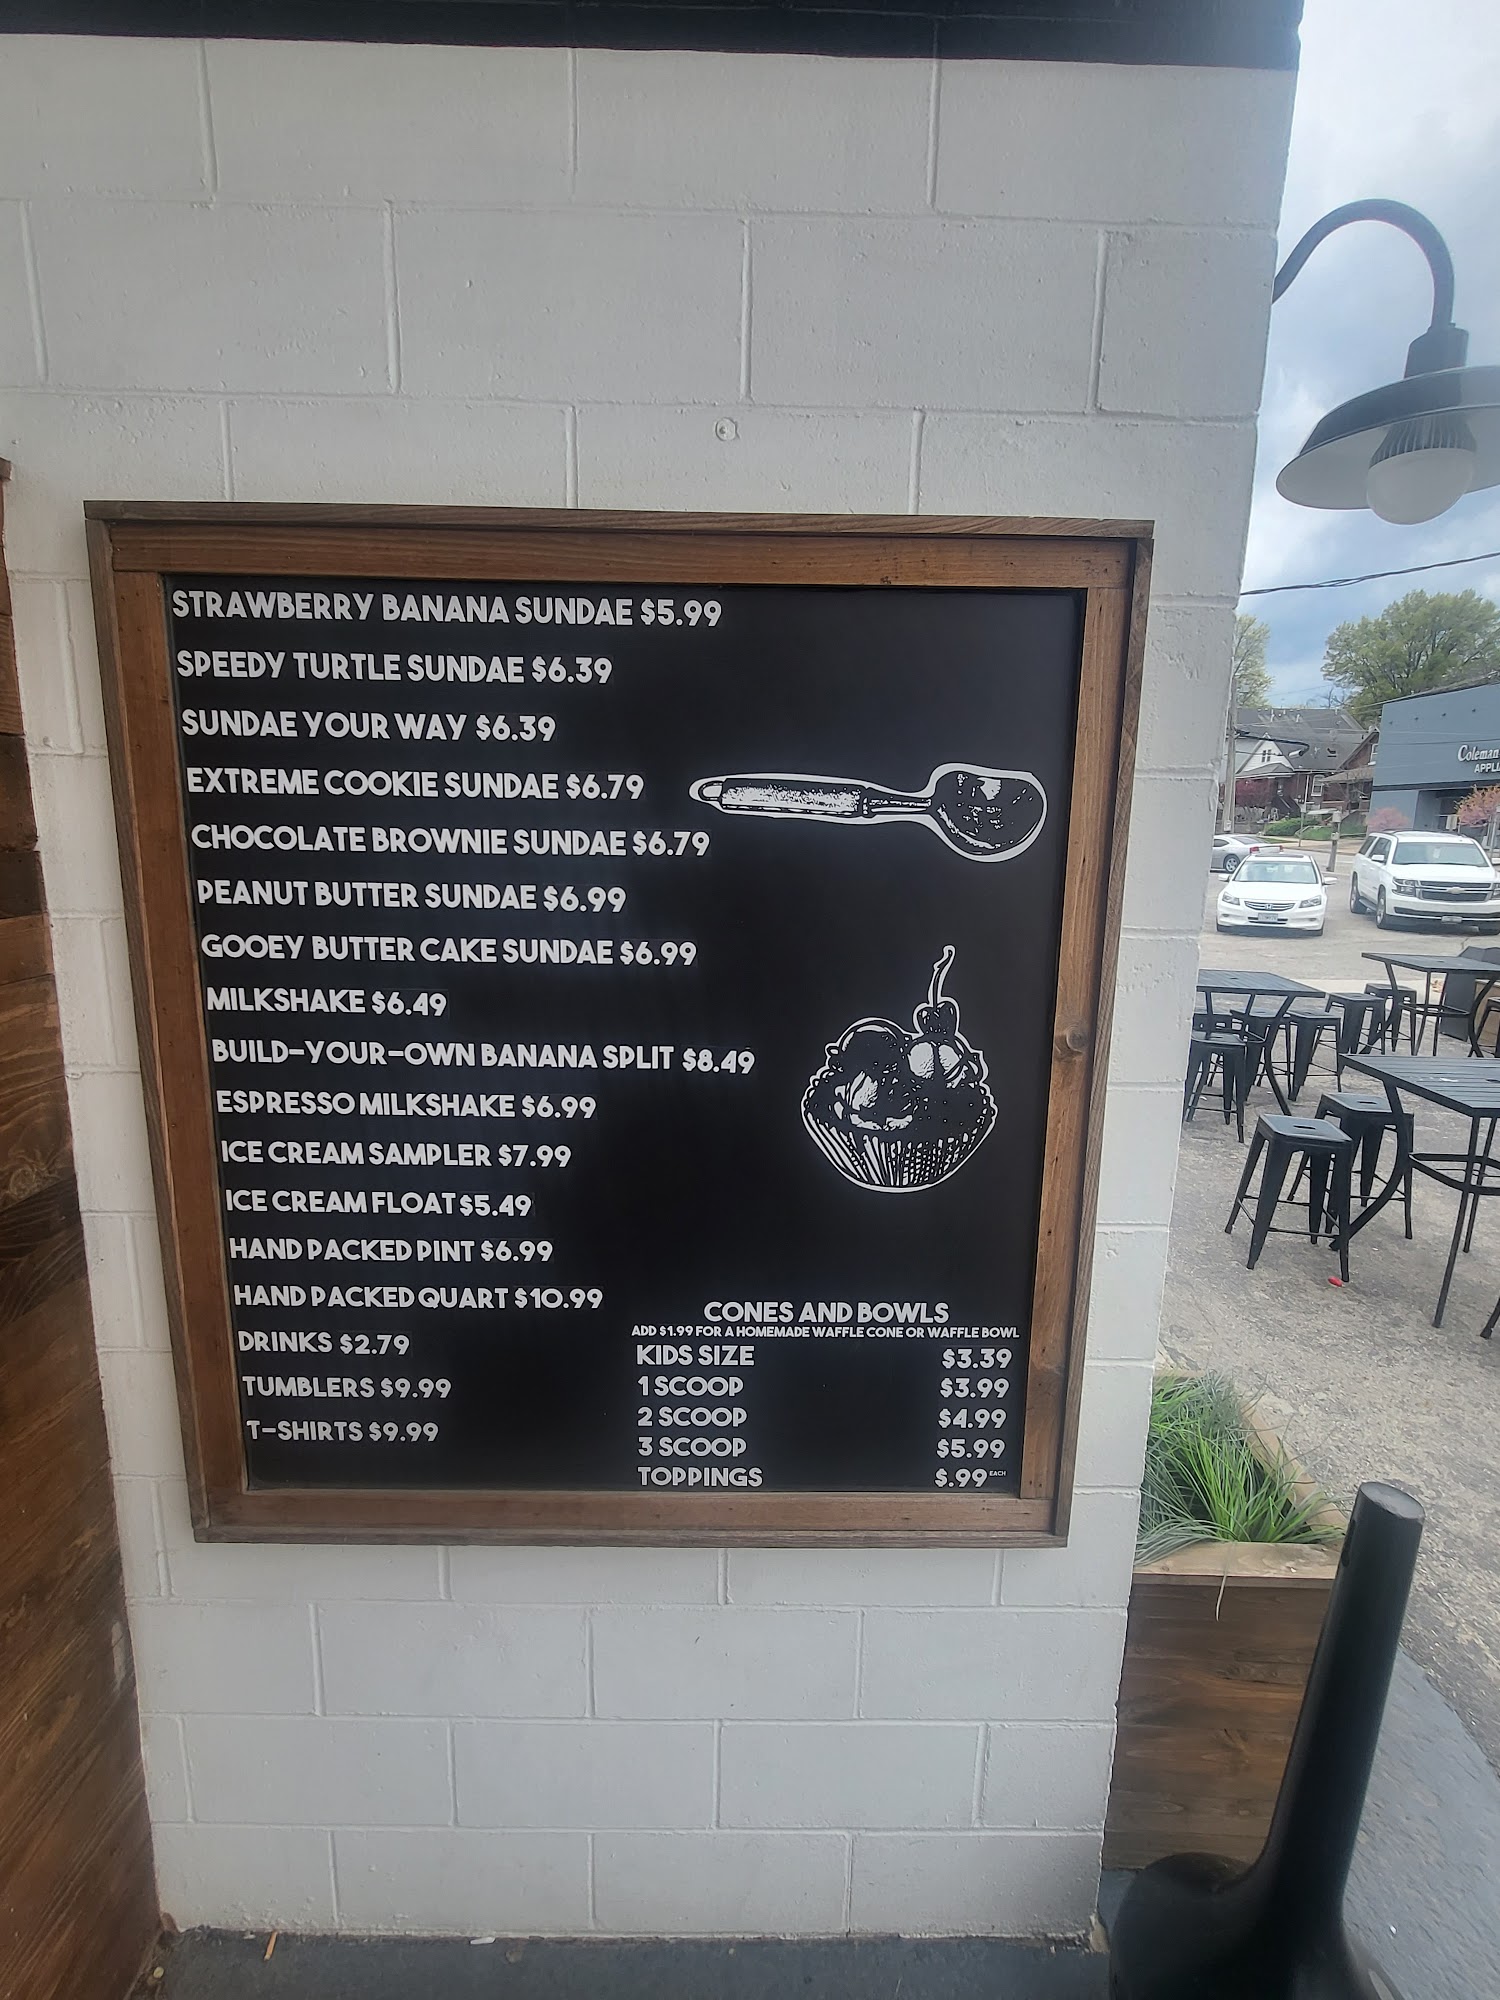 STRAWBERRY BANANA SUNDAE $5.99
SPEEDY TURTLE SUNDAE $6.39
SUNDAE YOUR WAY $6.39
EXTREME COOKIE SUNDAE $6.79
CHOCOLATE BROWNIE SUNDAE $6.79
PEANUT BUTTER SUNDAE $6.99
GOOEY BUTTER CAKE SUNDAE $6.99
MILKSHAKE $6.49
BUILD-YOUR-OWN BANANA SPLIT $8.49
ESPRESSO MILKSHAKE $6.99
ICE CREAM SAMPLER $7.99
ICE CREAM FLOAT $5.49
HAND PACKED PINT $6.99
HAND PACKED QUART $10.99
DRINKS $2.79
TUMBLERS $9.99
T-SHIRTS $9.99
CONES AND BOWLS
ADD $1.99 FOR A HOMEMADE WAFFLE CONE OR WAFFLE BOWL
KIDS SIZE $3.39
1 SCOOP $3.99
2 SCOOP $4.99
3 SCOOP $5.99
TOPPINGS $.99 EACH
Coleman